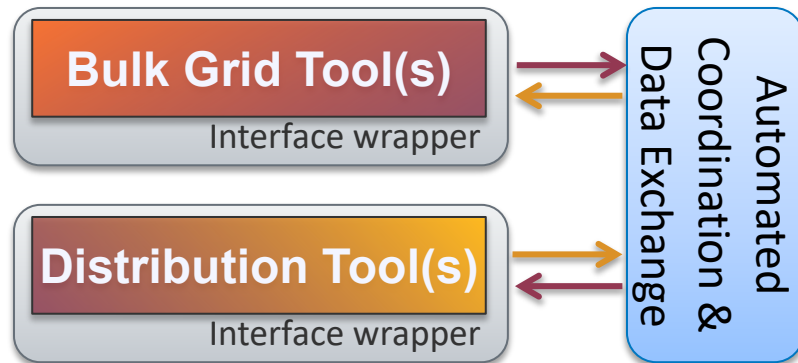 Bulk Grid Tool(s)
Interface wrapper
Distribution Tool(s)
Interface wrapper
Automated
Coordination &
Data Exchange